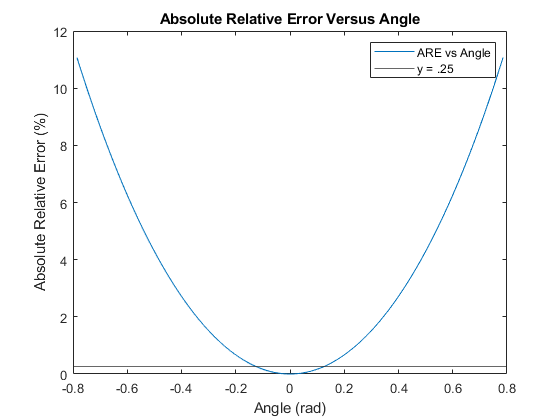 Absolute Relative Error Versus Angle
12
ARE vs Angle
y = .25
10
8
6
4
2
0
Absolute Relative Error (%)
-0.8 -0.6 -0.4 -0.2 0 0.2 0.4 0.6 0.8
Angle (rad)